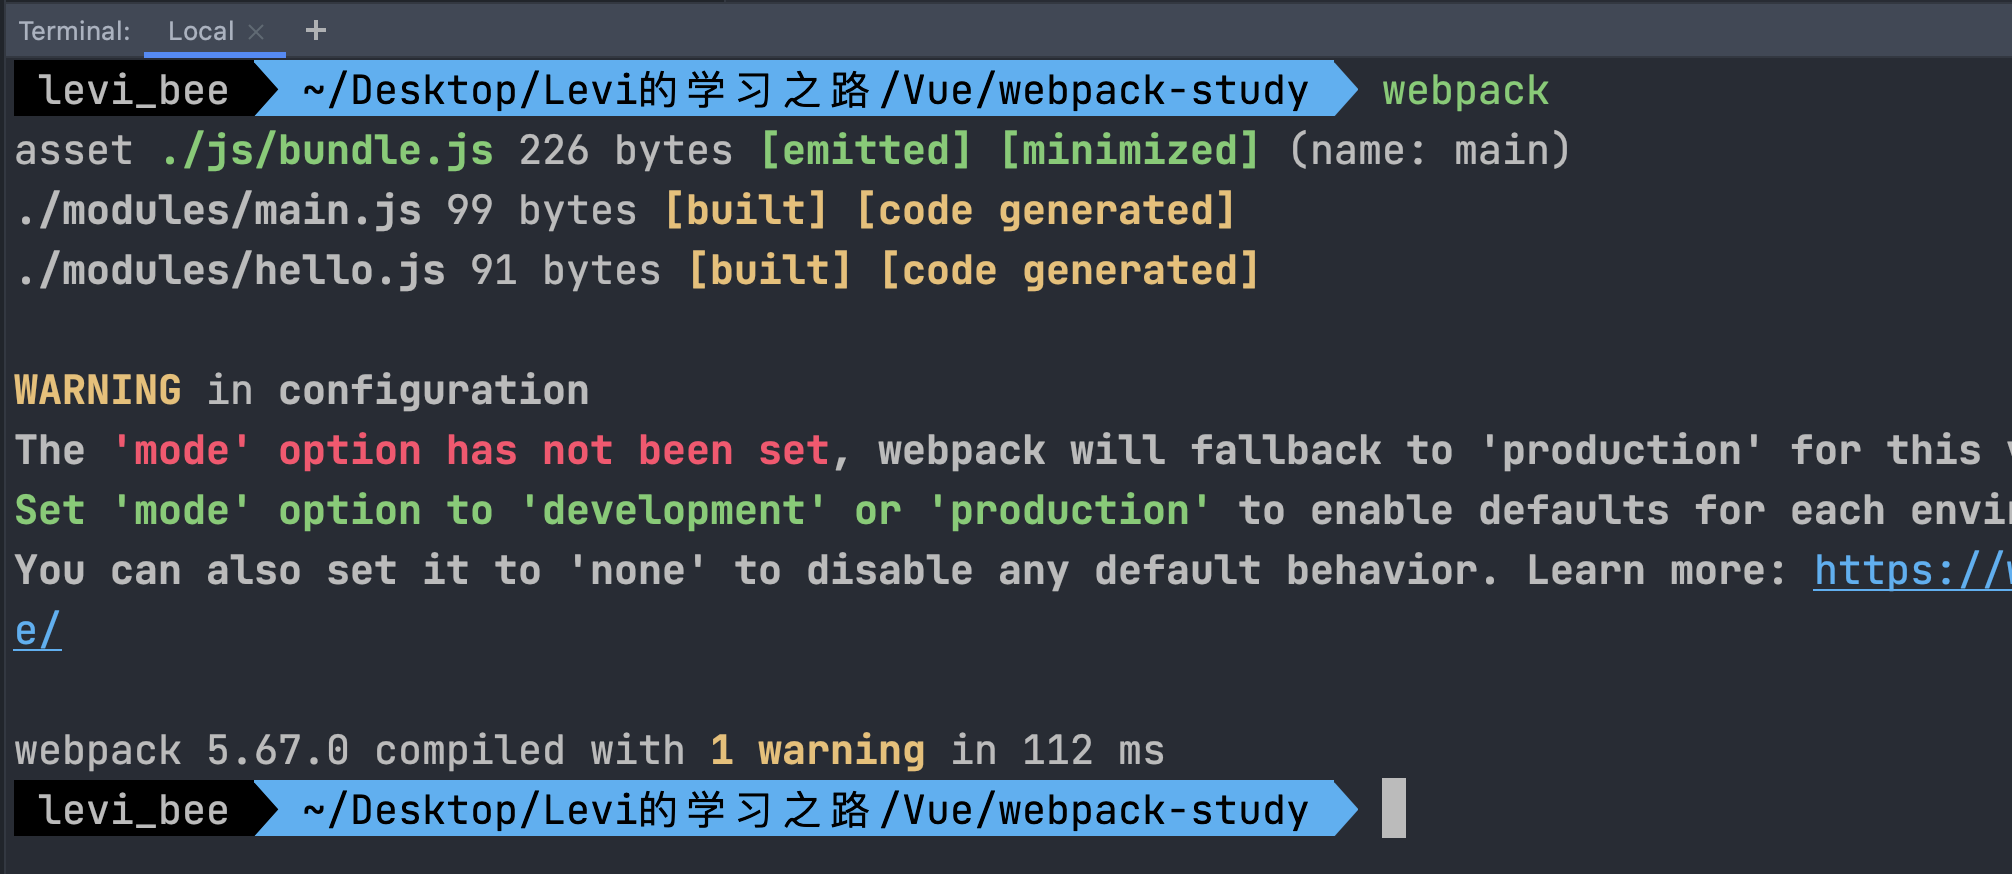 Terminal: Local × +
levi_bee ~/Desktop/Levi的学习之路/Vue/webpack-study webpack
asset ./js/bundle.js 226 bytes [emitted] [minimized] (name: main)
./modules/main.js 99 bytes [built] [code generated]
./modules/hello.js 91 bytes [built] [code generated]
WARNING in configuration
The 'mode' option has not been set, webpack will fallback to 'production' for this
Set 'mode' option to 'development' or 'production' to enable defaults for each
You can also set it to 'none' to disable any default behavior. Learn more: https://
e/
webpack 5.67.0 compiled with 1 warning in 112 ms
levi_bee ~/Desktop/Levi的学习之路/Vue/webpack-study